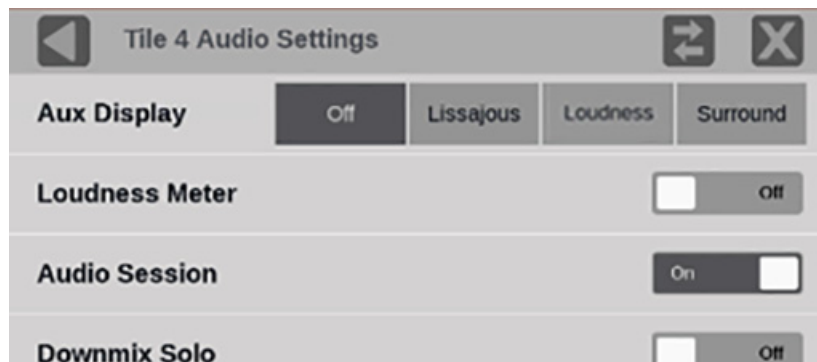 Tile 4 Audio Settings
Aux Display Off Lissajous Loudness Surround
Loudness Meter Off
Audio Session On
Downmix Solo Off